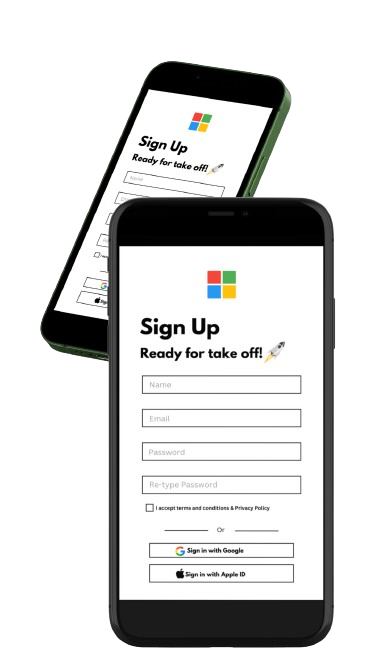 Sign Up
Ready for take off!
Name
Sign Up
Ready for take off!
Name
Email
Password
Re-type Password
I accept terms and conditions & Privacy Policy
Or
Sign in with Google
Sign in with Apple ID